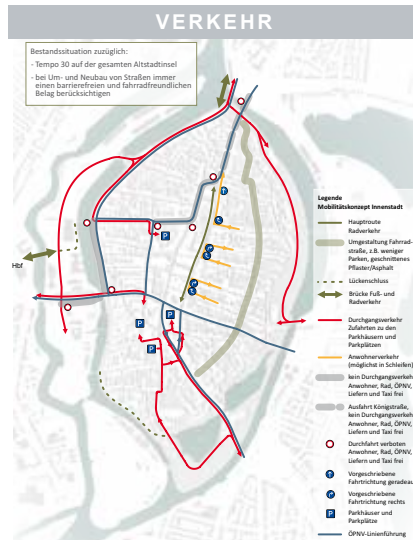 VERKEHR
Bestandssituation zuzüglich:
- Tempo 30 auf der gesamten Altstadtinsel
- bei Um- und Neubau von Straßen immer
einen barrierefreien und fahrradfreundlichen
Belag berücksichtigen
Hbf
P
P
P
P
Legende
Mobilitätskonzept Innenstadt
Hauptroute
Radverkehr
Umgestaltung Fahrrad-
straße, z.B. weniger
Parken, geschnittenes
Pflaster/Asphalt
Lückenschluss
Brücke Fuß- und
Radverkehr
Durchgangsverkehr
Zufahrten zu den
Parkhäusern und
Parkplätzen
Anwohnerverkehr
(möglichst in Schleifen)
kein Durchgangsverkeh
Anwohner, Rad, ÖPNV,
Liefern und Taxi frei
Ausfahrt Königstraße,
kein Durchgangsverkeh
Anwohner, Rad, ÖPNV,
Liefern und Taxi frei
Durchfahrt verboten
Anwohner, Rad, ÖPNV,
Liefern und Taxi frei
Vorgeschriebene
Fahrtrichtung geradeau
Vorgeschriebene
Fahrtrichtung rechts
P
Parkhäuser und
Parkplätze
ÖPNV-Linienführung